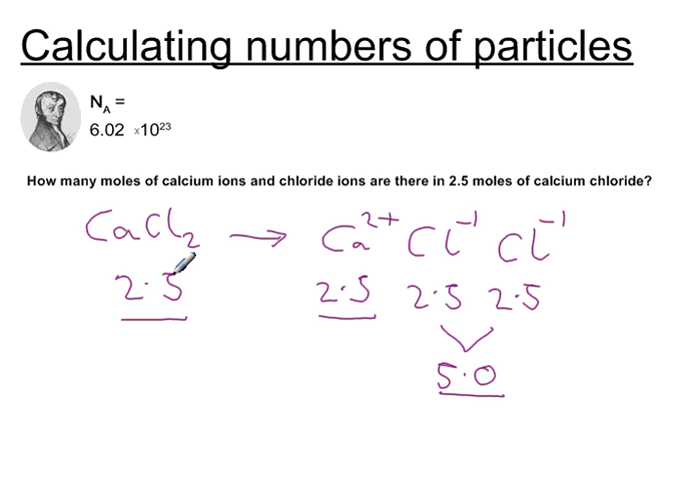 Calculating numbers of particles
N_A =
6.02 x10²³
How many moles of calcium ions and chloride ions are there in 2.5 moles of calcium chloride?
CaCl₂ → Ca²⁺ Cl⁻¹ Cl⁻¹
2.5 2.5 2.5 2.5
5.0